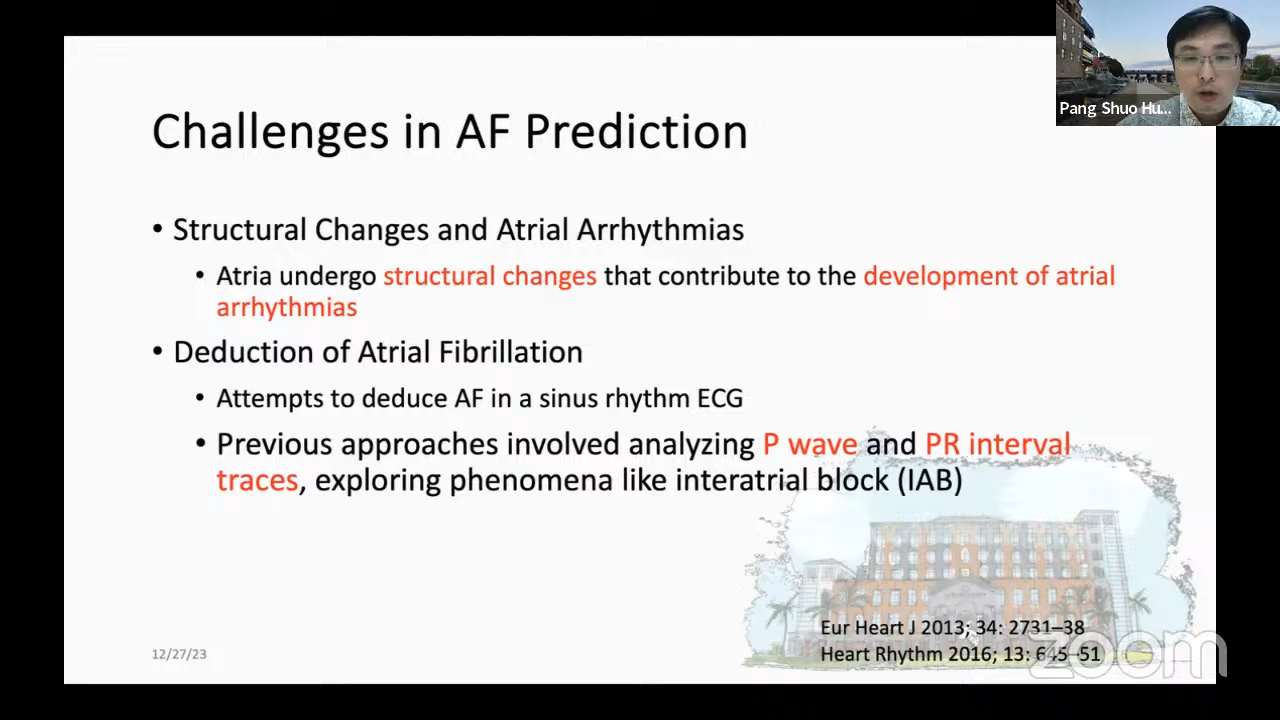 Pang Shuo Hu...
Challenges in AF Prediction
• Structural Changes and Atrial Arrhythmias
• Atria undergo structural changes that contribute to the development of atrial
arrhythmias
• Deduction of Atrial Fibrillation
• Attempts to deduce AF in a sinus rhythm ECG
• Previous approaches involved analyzing P wave and PR interval
traces, exploring phenomena like interatrial block (IAB)
Eur Heart J 2013; 34: 2731–38
Heart Rhythm 2016; 13: 645–51
12/27/23
zoom